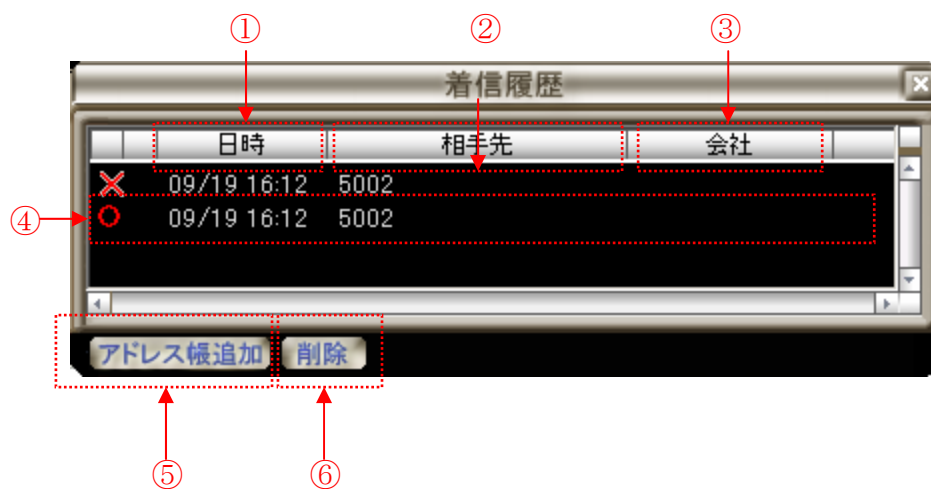 ① ② ③
着信履歴
日時 相手先 会社
09/19 16:12 5002
④ 09/19 16:12 5002
アドレス帳追加 削除
⑤ ⑥